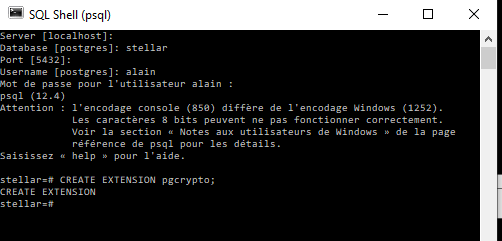 SQL Shell (psql)
Server [localhost]:
Database [postgres]: stellar
Port [5432]:
Username [postgres]: alain
Mot de passe pour l'utilisateur alain :
psql (12.4)
Attention : l'encodage console (850) diffère de l'encodage Windows (1252).
Les caractères 8 bits peuvent ne pas fonctionner correctement.
Voir la section « Notes aux utilisateurs de Windows » de la page
référence de psql pour les détails.
Saisissez « help » pour l'aide.
stellar=# CREATE EXTENSION pgcrypto;
CREATE EXTENSION
stellar=#